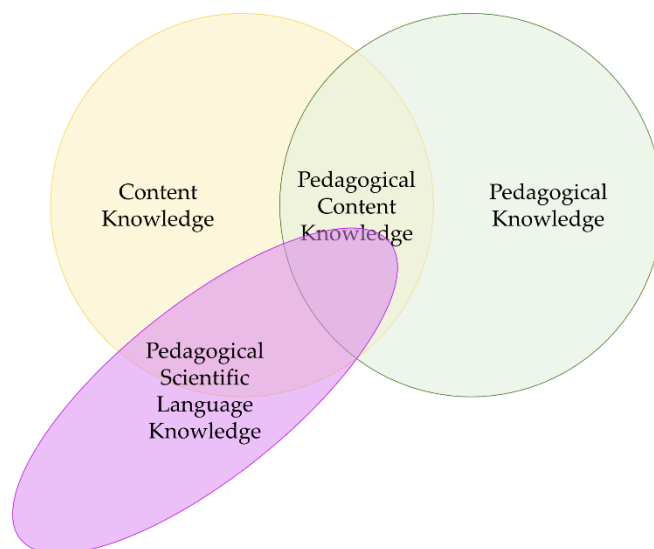 Content
Knowledge
Pedagogical
Content
Knowledge
Pedagogical
Knowledge
Pedagogical
Scientific
Language
Knowledge